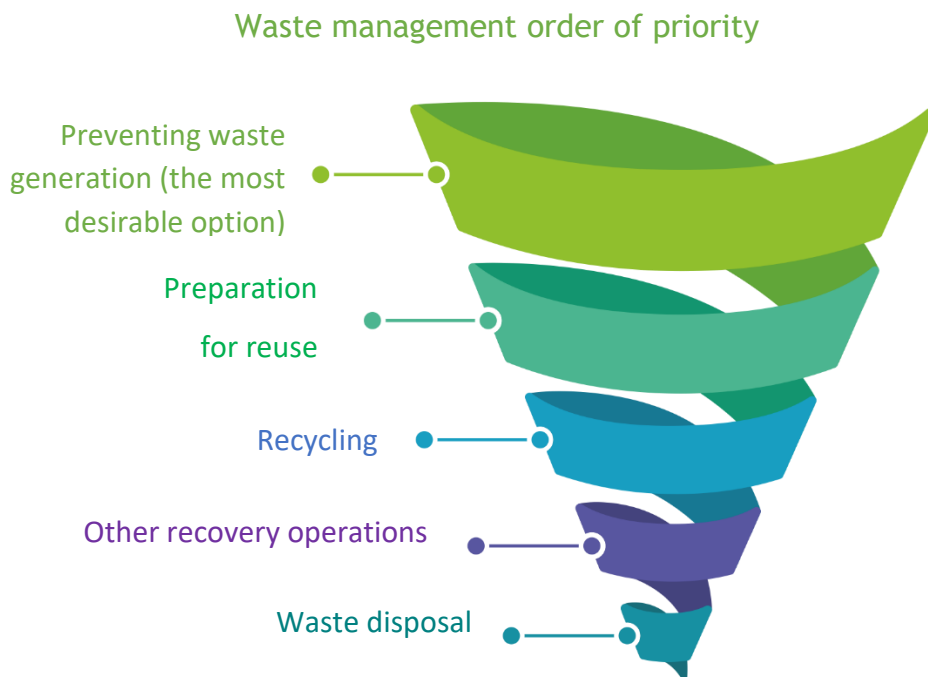 Waste management order of priority
Preventing waste
generation (the most
desirable option)
Preparation
for reuse
Recycling
Other recovery operations
Waste disposal